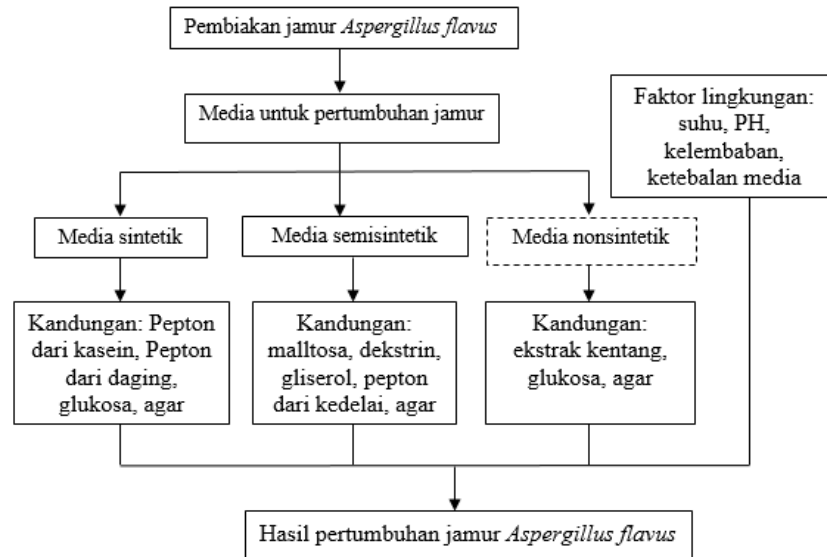 Pembiakan jamur Aspergillus flavus
Media untuk pertumbuhan jamur
Faktor lingkungan:
suhu, PH,
kelembaban,
ketebalan media
Media sintetik
Media semisintetik
Media nonsintetik
Kandungan: Pepton
dari kasein, Pepton
dari daging,
glukosa, agar
Kandungan:
malltosa, dekstrin,
gliserol, pepton
dari kedelai, agar
Kandungan:
ekstrak kentang,
glukosa, agar
Hasil pertumbuhan jamur Aspergillus flavus